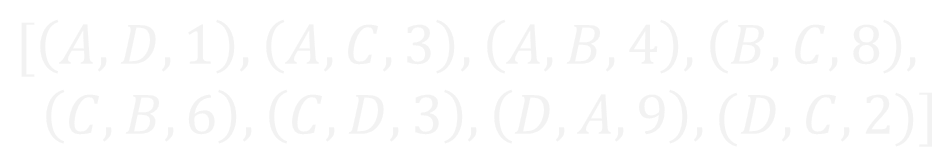 [(A, D, 1), (A, C, 3), (A, B, 4), (B, C, 8),
(C, B, 6), (C, D, 3), (D, A, 9), (D, C, 2)]